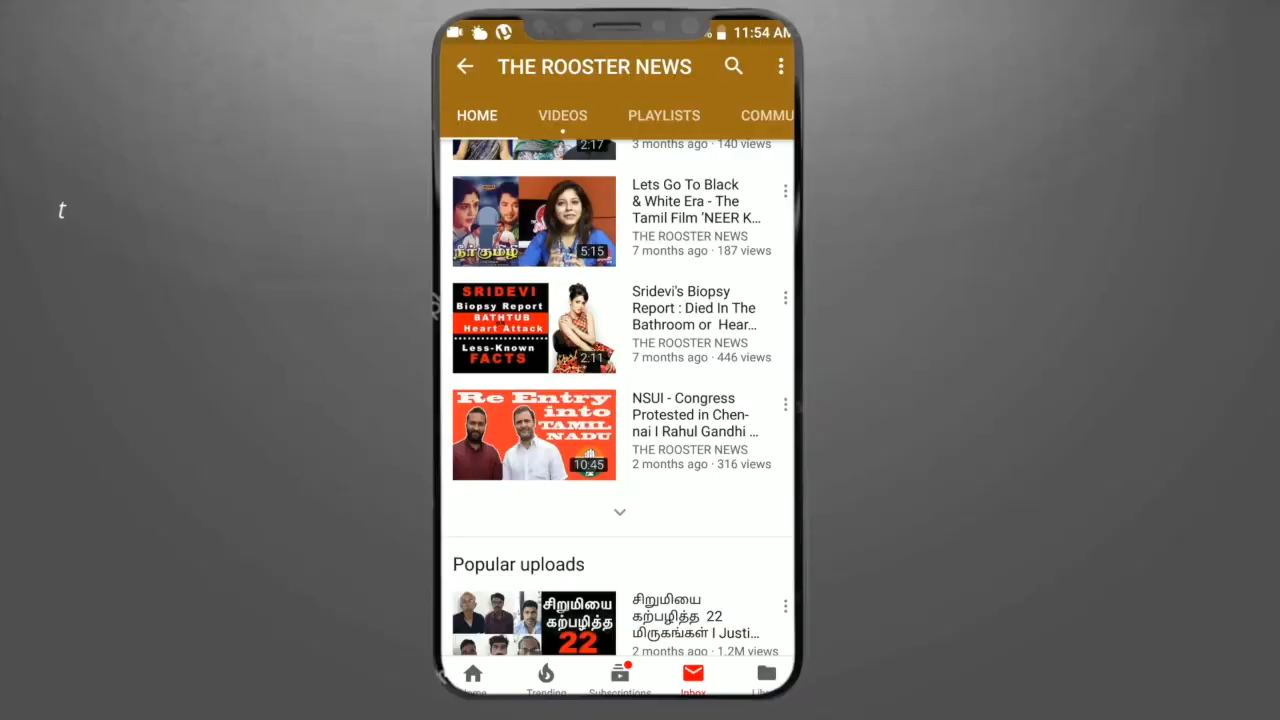 11:54 AM
THE ROOSTER NEWS
HOME
VIDEOS
PLAYLISTS
COMMU
2:17
3 months ago · 140 views
t
நீர்குமிழி
5:15
Lets Go To Black
& White Era - The
Tamil Film 'NEER K...
THE ROOSTER NEWS
7 months ago · 187 views
SRIDEVI
Biopsy Report
BATHTUB
Heart Attack
Less-Known
FACTS
2:11
Sridevi's Biopsy
Report : Died In The
Bathroom or Hear...
THE ROOSTER NEWS
7 months ago · 446 views
Re Entry
into
TAMIL
NADU
10:45
NSUI - Congress
Protested in Chen-
nai I Rahul Gandhi ...
THE ROOSTER NEWS
2 months ago · 316 views
Popular uploads
சிறுமியை
கற்பழித்த
22
சிறுமியை
கற்பழித்த 22
மிருகங்கள் I Justi...
2 months ago · 1.2M views
Home
Trending
Subscriptions
Inbox